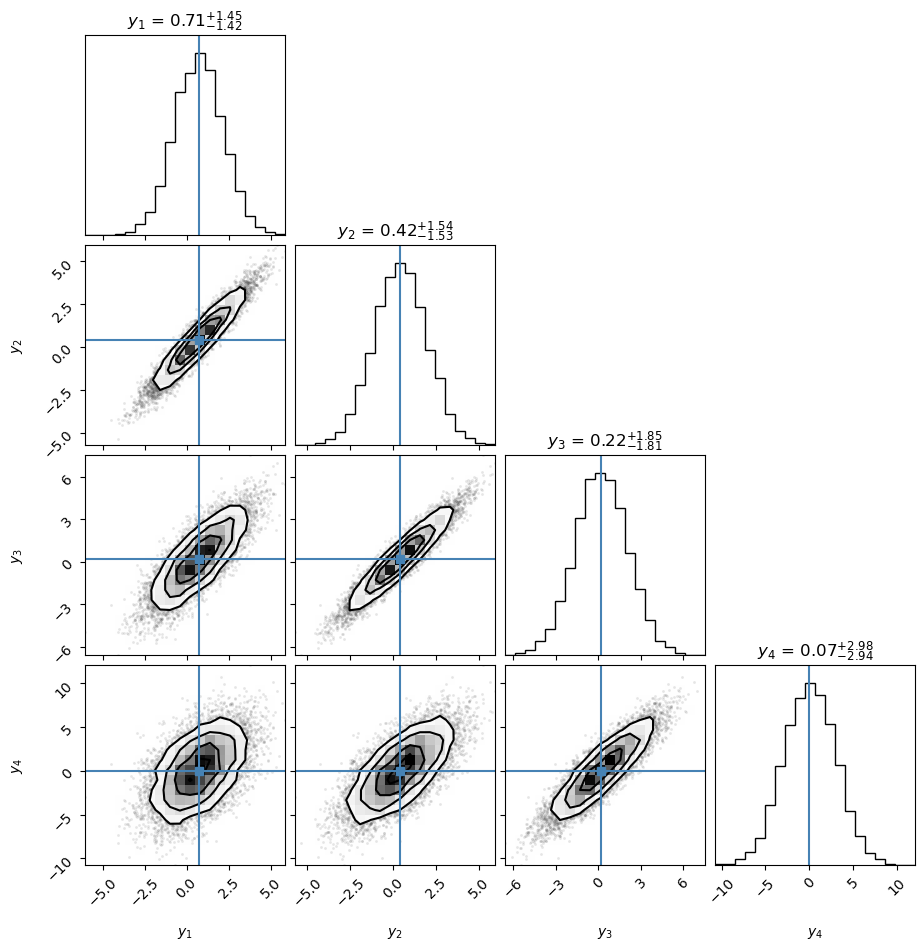 y₁ = 0.71⁺¹·⁴⁵₋₁.₄₂
y₂ = 0.42⁺¹·⁵⁴₋₁.₅₃
5.0
2.5
0.0
−2.5
−5.0
y₂
y₃ = 0.22⁺¹·⁸⁵₋₁.₈₁
6
3
0
−3
−6
y₃
y₄ = 0.07⁺²·⁹⁸₋₂.₉₄
10
5
0
−5
−10
y₄
−5.0 −2.5 0.0 2.5 5.0 −5.0 −2.5 0.0 2.5 5.0 −6 −3 0 3 6 −10 −5 0 5 10
y₁ y₂ y₃ y₄